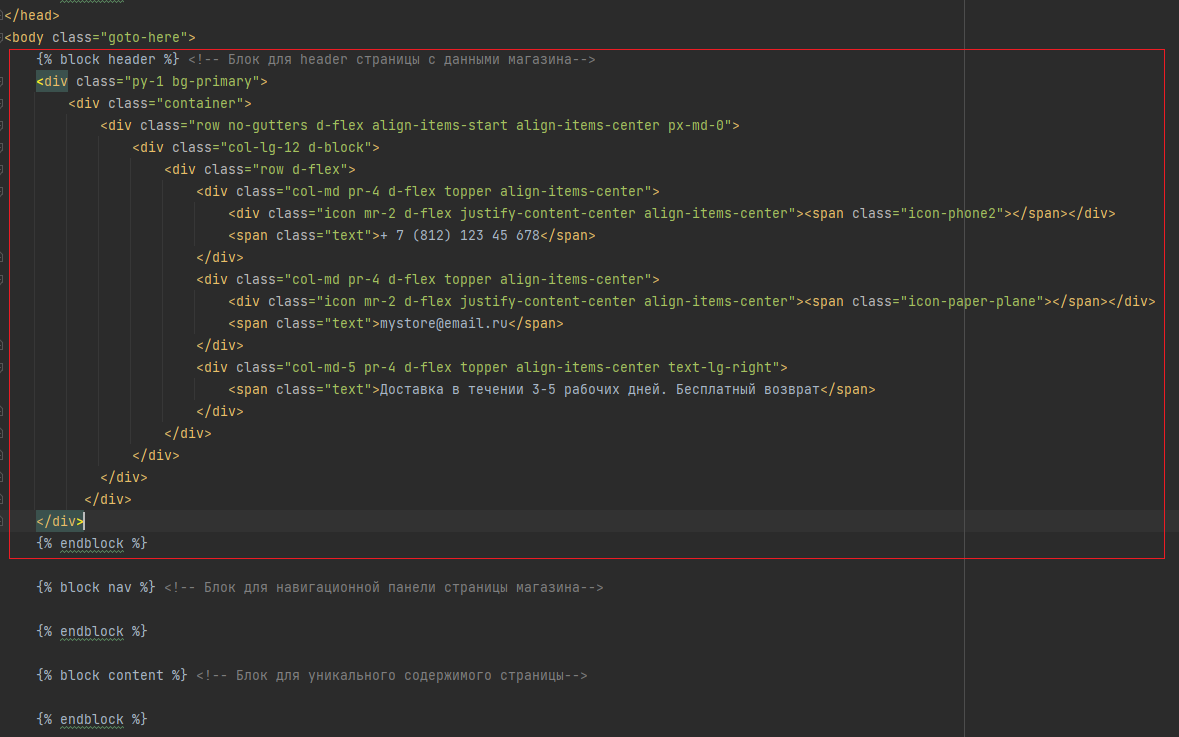 </head>
<body class="goto-here">
{% block header %} <!-- Блок для header страницы с данными магазина-->
<div class="py-1 bg-primary">
<div class="container">
<div class="row no-gutters d-flex align-items-start align-items-center px-md-0">
<div class="col-lg-12 d-block">
<div class="row d-flex">
<div class="col-md pr-4 d-flex topper align-items-center">
<div class="icon mr-2 d-flex justify-content-center align-items-center"><span class="icon-phone2"></span></div>
<span class="text">+ 7 (812) 123 45 678</span>
</div>
<div class="col-md pr-4 d-flex topper align-items-center">
<div class="icon mr-2 d-flex justify-content-center align-items-center"><span class="icon-paper-plane"></span></div>
<span class="text">mystore@email.ru</span>
</div>
<div class="col-md-5 pr-4 d-flex topper align-items-center text-lg-right">
<span class="text">Доставка в течении 3-5 рабочих дней. Бесплатный возврат</span>
</div>
</div>
</div>
</div>
</div>
</div>
{% endblock %}
{% block nav %} <!-- Блок для навигационной панели страницы магазина-->
{% endblock %}
{% block content %} <!-- Блок для уникального содержимого страницы-->
{% endblock %}